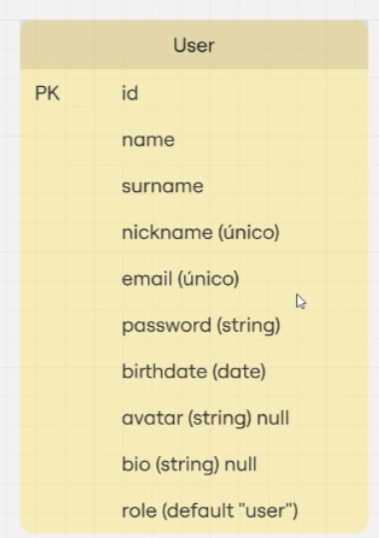 User
PK id
name
surname
nickname (único)
email (único)
password (string)
birthdate (date)
avatar (string) null
bio (string) null
role (default "user")